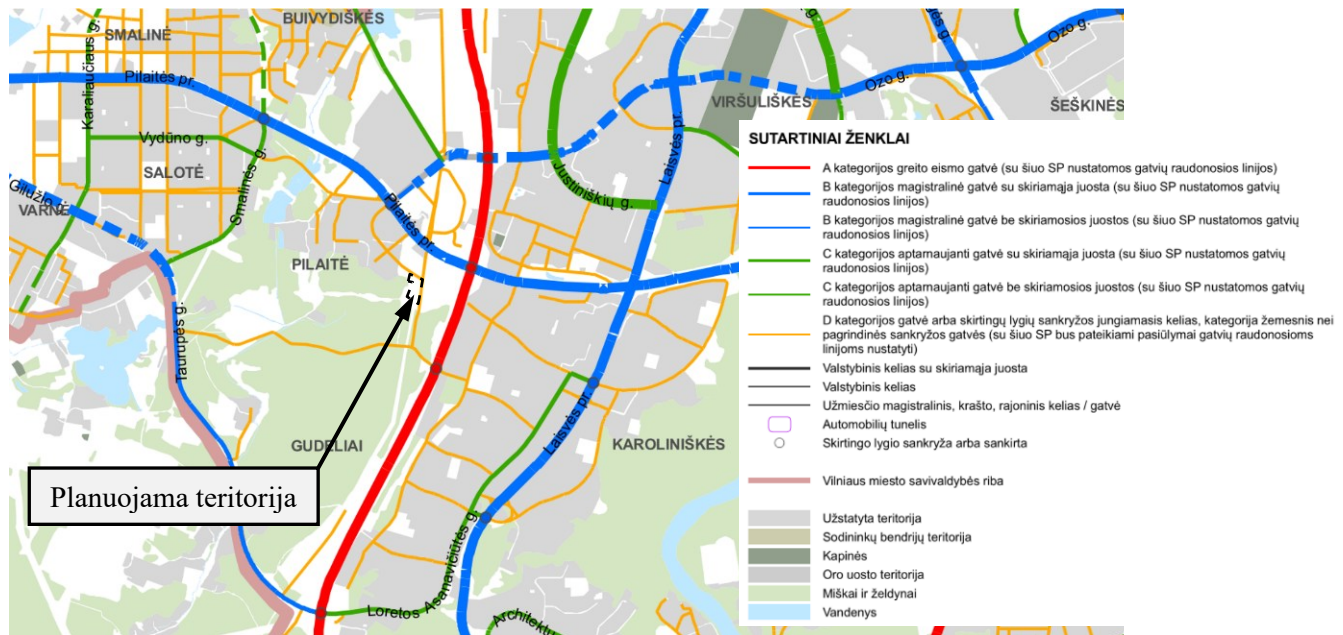 BUIVYDIŠKĖS
SMALINĖ
Karaliaučiaus g.
Pilaitės pr.
Vydūno g.
SALOTĖ
Smalinės g.
Gilužio
VARNĖ
PILAITĖ
Pilaitės pr.
Taurupės g.
GUDELIAI
Planuojama teritorija
Loretos Asanavičiūtės g.
Laisvės pr.
KAROLINIŠKĖS
Justiniškių g.
Laisvės pr.
VIRŠULIŠKĖS
Ozo g.
Ozo g.
ŠEŠKINĖS
SUTARTINIAI ŽENKLAI
A kategorijos greito eismo gatvė (su šiuo SP nustatomos gatvių raudonosios linijos)
B kategorijos magistralinė gatvė su skiriamąja juosta (su šiuo SP nustatomos gatvių
raudonosios linijos)
B kategorijos magistralinė gatvė be skiriamosios juostos (su šiuo SP nustatomos gatvių
raudonosios linijos)
C kategorijos aptarnaujanti gatvė su skiriamąja juosta (su šiuo SP nustatomos gatvių
raudonosios linijos)
C kategorijos aptarnaujanti gatvė be skiriamosios juostos (su šiuo SP nustatomos gatvių
raudonosios linijos)
D kategorijos gatvė arba skirtingų lygių sankryžos jungiamasis kelias, kategorija žemesnis nei
pagrindinės sankryžos gatvės (su šiuo SP bus pateikiami pasiūlymai gatvių raudonosioms
linijoms nustatyti)
Valstybinis kelias su skiriamąja juosta
Valstybinis kelias
Užmiesčio magistralinis, krašto, rajoninis kelias / gatvė
Automobilių tunelis
Skirtingo lygio sankryža arba sankirta
Vilniaus miesto savivaldybės riba
Užstatyta teritorija
Sodininkų bendrijų teritorija
Kapinės
Oro uosto teritorija
Miškai ir želdynai
Vandenys